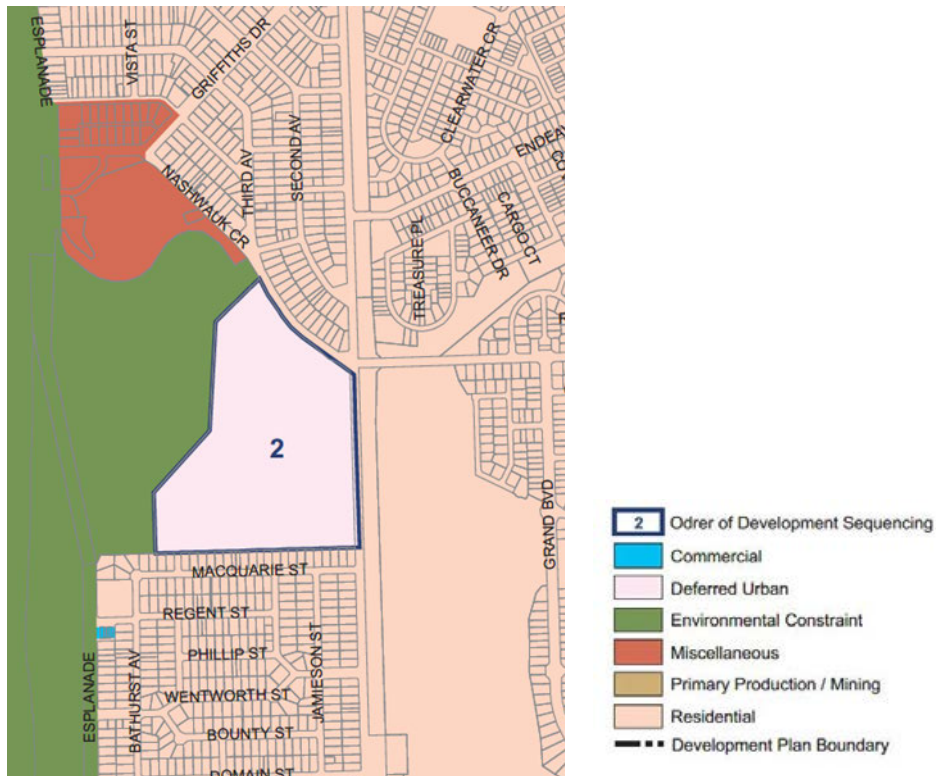 ESPLANADE
VISTA ST
GRIFFITHS DR
CLEARWATER CR
THIRD AV
SECOND AV
ENDEAV
NASHWAUK CR
BUCCANEER DR
CARGO CT
TREASURE PL
2
GRAND BVD
MACQUARIE ST
REGENT ST
PHILLIP ST
JAMIESON ST
ESPLANADE
BATHURST AV
WENTWORTH ST
BOUNTY ST
DOMAIN ST
2 Odrer of Development Sequencing
Commercial
Deferred Urban
Environmental Constraint
Miscellaneous
Primary Production / Mining
Residential
Development Plan Boundary